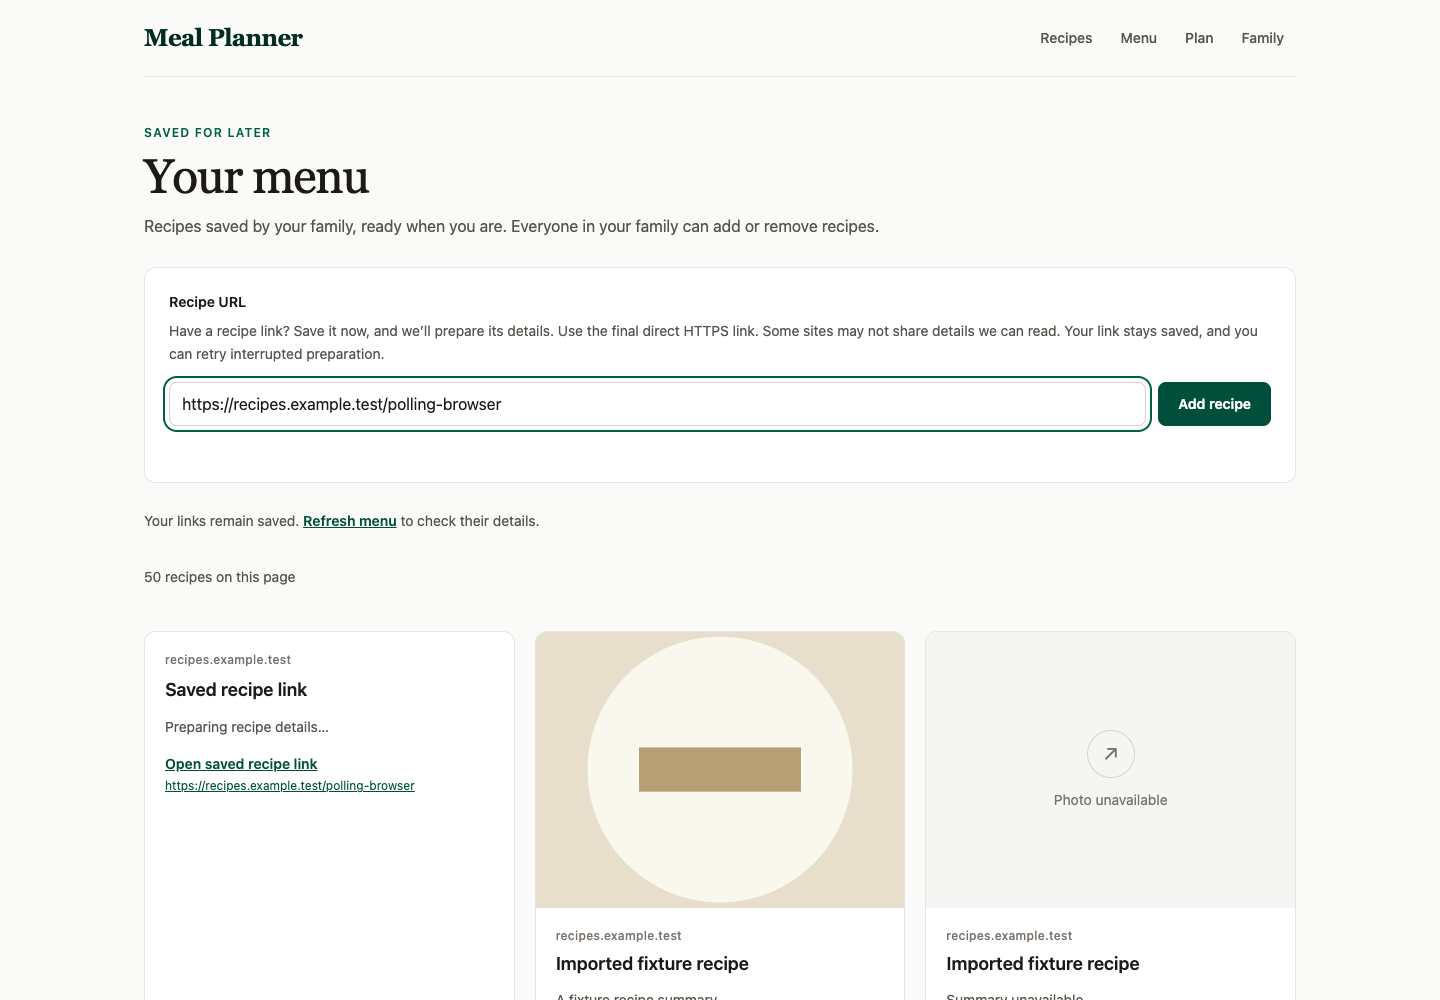 Meal Planner
Recipes Menu Plan Family
SAVED FOR LATER
Your menu
Recipes saved by your family, ready when you are. Everyone in your family can add or remove recipes.
Recipe URL
Have a recipe link? Save it now, and we’ll prepare its details. Use the final direct HTTPS link. Some sites may not share details we can read. Your link stays saved, and you
can retry interrupted preparation.
https://recipes.example.test/polling-browser
Add recipe
Your links remain saved. Refresh menu to check their details.
50 recipes on this page
recipes.example.test
Saved recipe link
Preparing recipe details…
Open saved recipe link
https://recipes.example.test/polling-browser
recipes.example.test
Imported fixture recipe
A fixture recipe summary
Photo unavailable
recipes.example.test
Imported fixture recipe
Summary unavailable